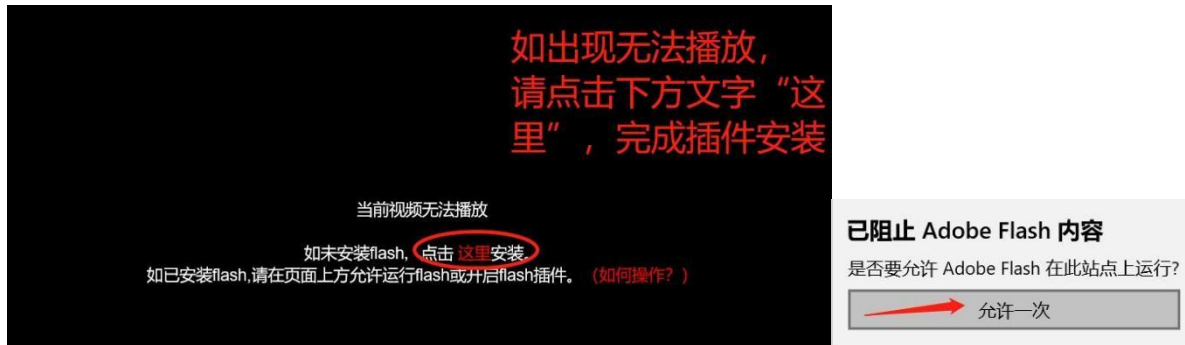 如出现无法播放，
请点击下方文字“这
里”，完成插件安装
当前视频无法播放
如未安装flash, 点击 这里安装。
如已安装flash,请在页面上方允许运行flash或开启flash插件。（如何操作？）
已阻止 Adobe Flash 内容
是否要允许 Adobe Flash 在此站点上运行?
允许一次